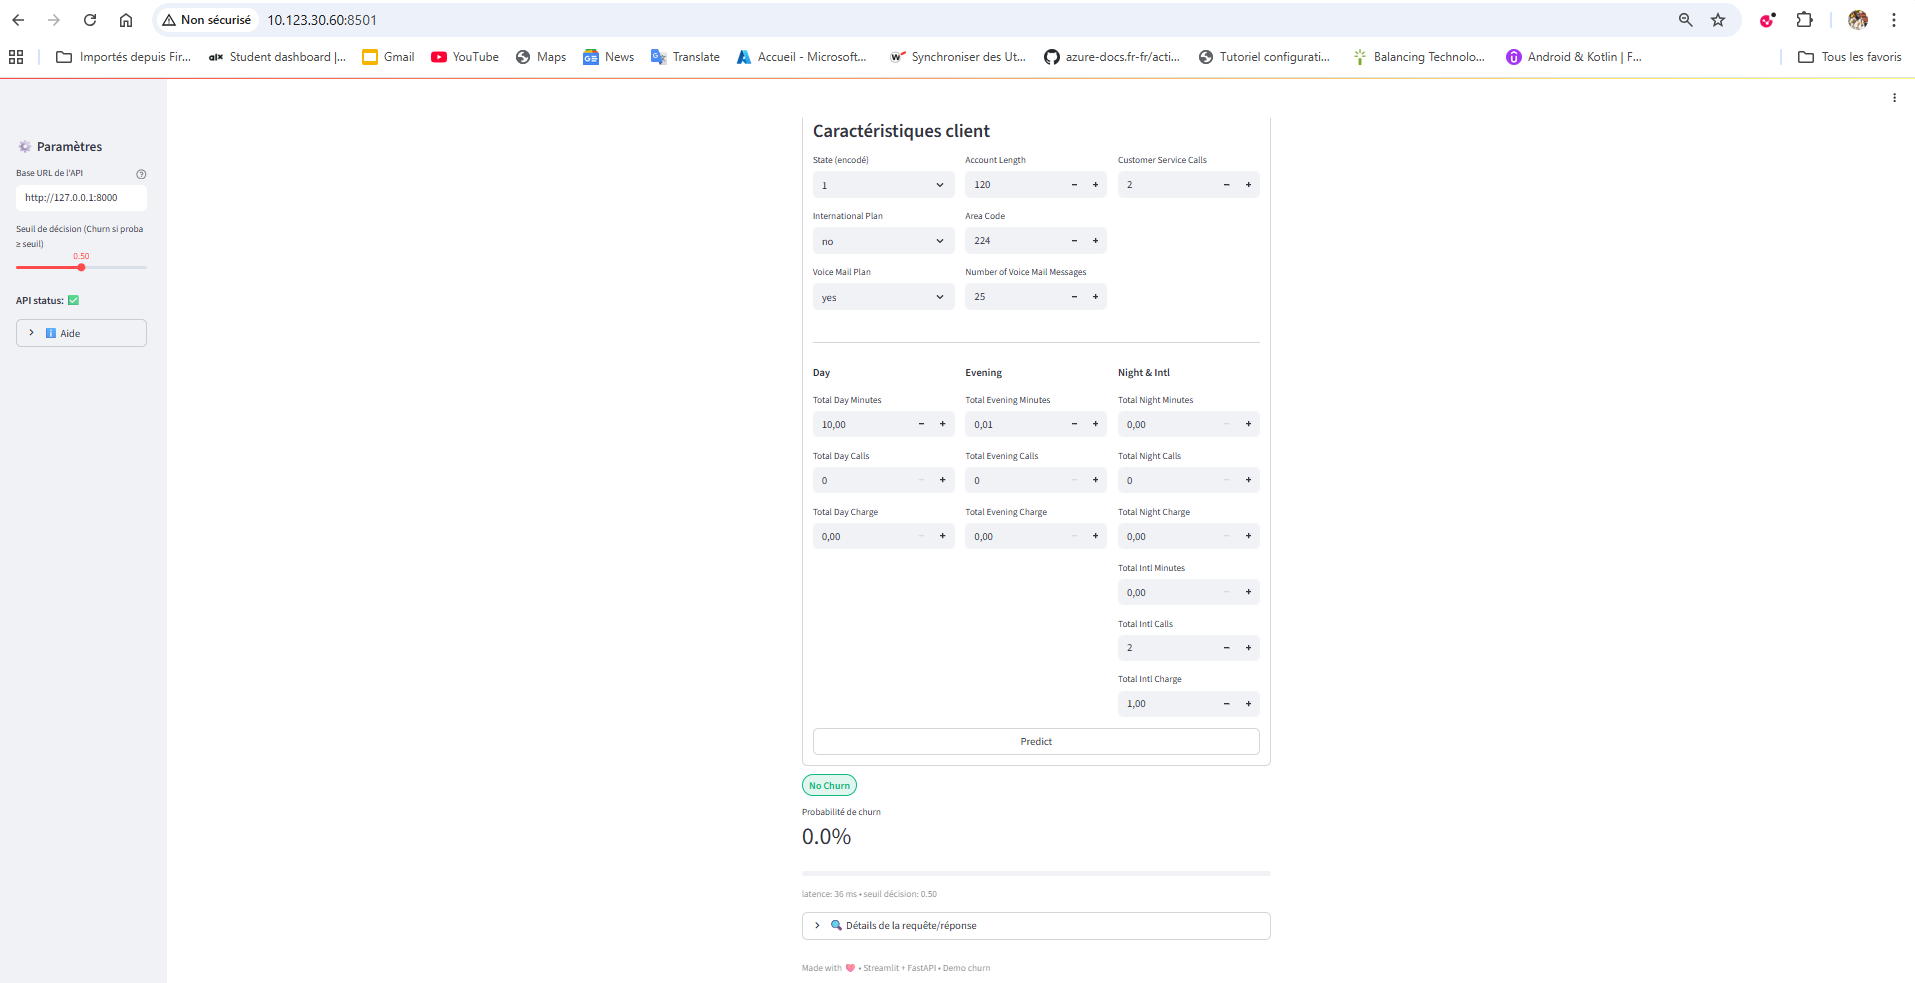 Non sécurisé
10.123.30.60:8501
Importés depuis Fir...
alx Student dashboard |...
Gmail
YouTube
Maps
News
Translate
Accueil - Microsoft...
Synchroniser des Ut...
azure-docs.fr-fr/acti...
Tutoriel configurati...
Balancing Technolo...
Android & Kotlin | F...
Tous les favoris
Paramètres
Base URL de l'API
http://127.0.0.1:8000
Seuil de décision (Churn si proba
≥ seuil)
0.50
API status:
Aide
Caractéristiques client
State (encodé) Account Length Customer Service Calls
1 120 2
International Plan Area Code
no 224
Voice Mail Plan Number of Voice Mail Messages
yes 25
Day Evening Night & Intl
Total Day Minutes Total Evening Minutes Total Night Minutes
10,00 0,01 0,00
Total Day Calls Total Evening Calls Total Night Calls
0 0 0
Total Day Charge Total Evening Charge Total Night Charge
0,00 0,00 0,00
Total Intl Minutes
0,00
Total Intl Calls
2
Total Intl Charge
1,00
Predict
No Churn
Probabilité de churn
0.0%
latence: 36 ms • seuil décision: 0.50
Détails de la requête/réponse
Made with • Streamlit + FastAPI • Demo churn